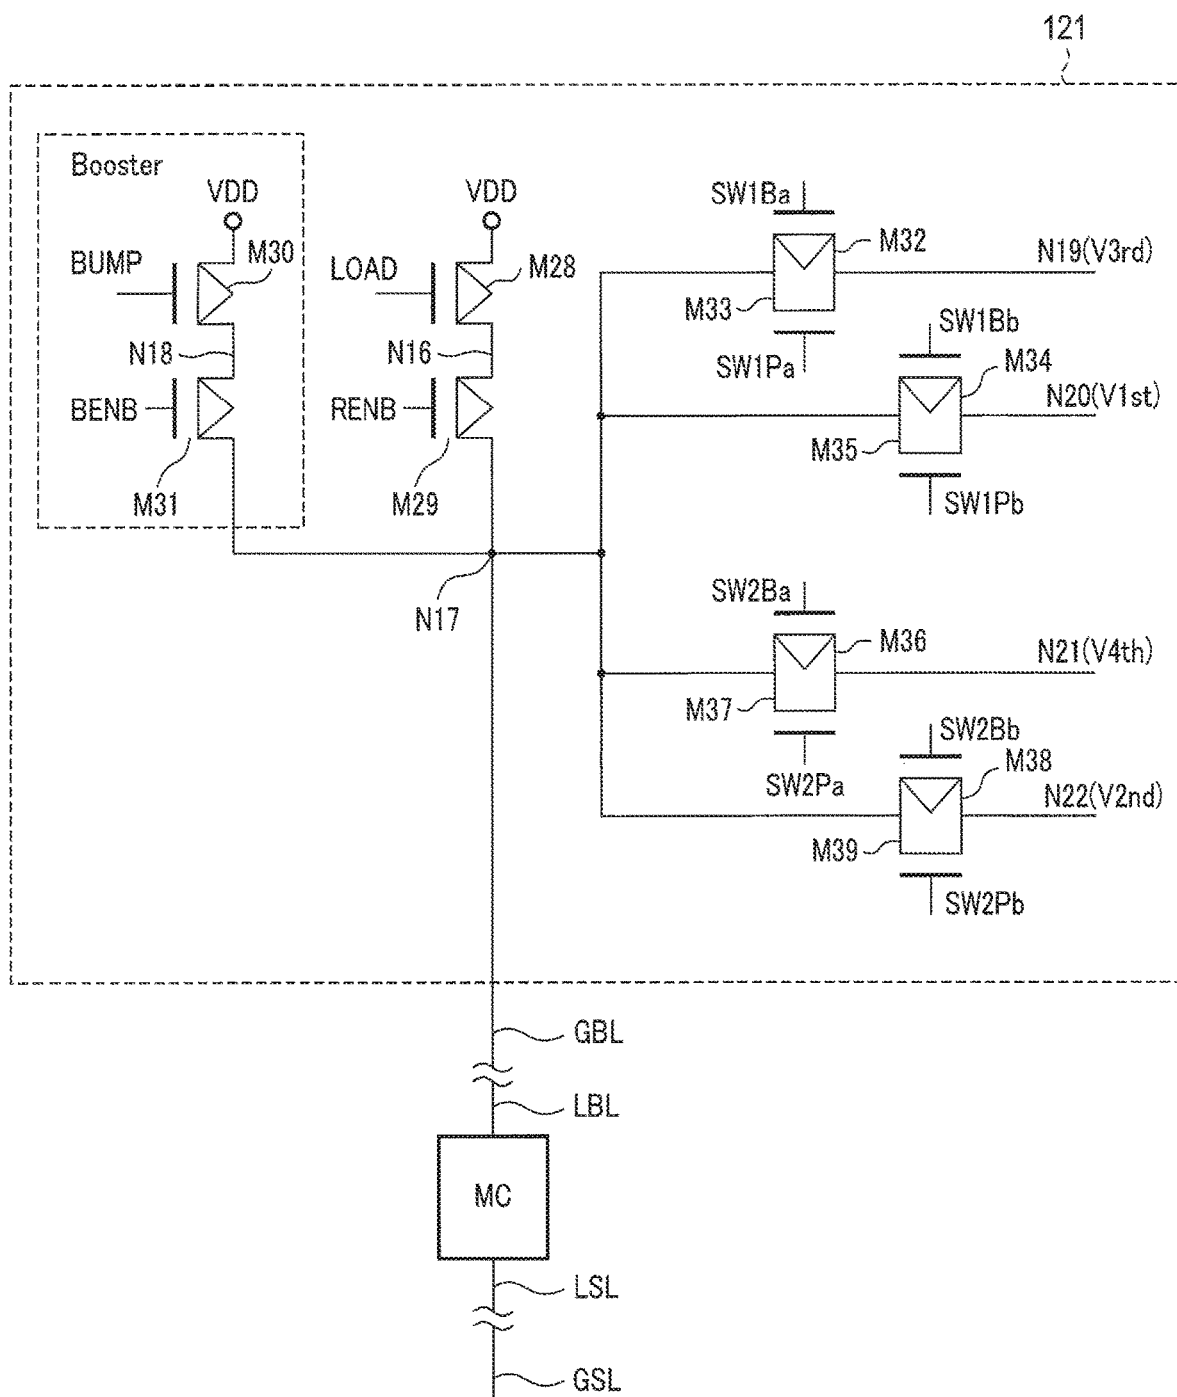 121
Booster
VDD
VDD
BUMP
M30
LOAD
M28
N18
N16
BENB
RENB
M31
M29
N17
SW1Ba
M32
N19(V3rd)
M33
SW1Pa
SW1Bb
M34
N20(V1st)
M35
SW1Pb
SW2Ba
M36
N21(V4th)
M37
SW2Pa
SW2Bb
M38
N22(V2nd)
M39
SW2Pb
GBL
LBL
MC
LSL
GSL